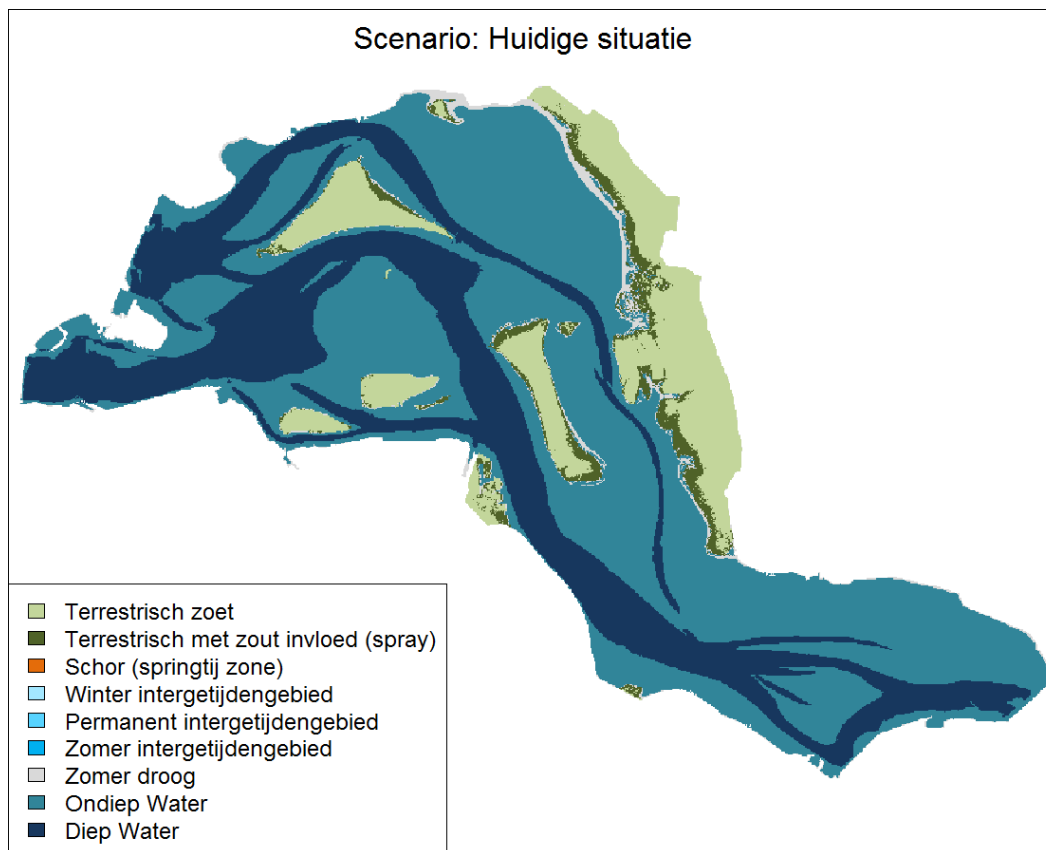 Scenario: Huidige situatie
Terrestrisch zoet
Terrestrisch met zout invloed (spray)
Schor (springtij zone)
Winter intergetijdengebied
Permanent intergetijdengebied
Zomer intergetijdengebied
Zomer droog
Ondiep Water
Diep Water